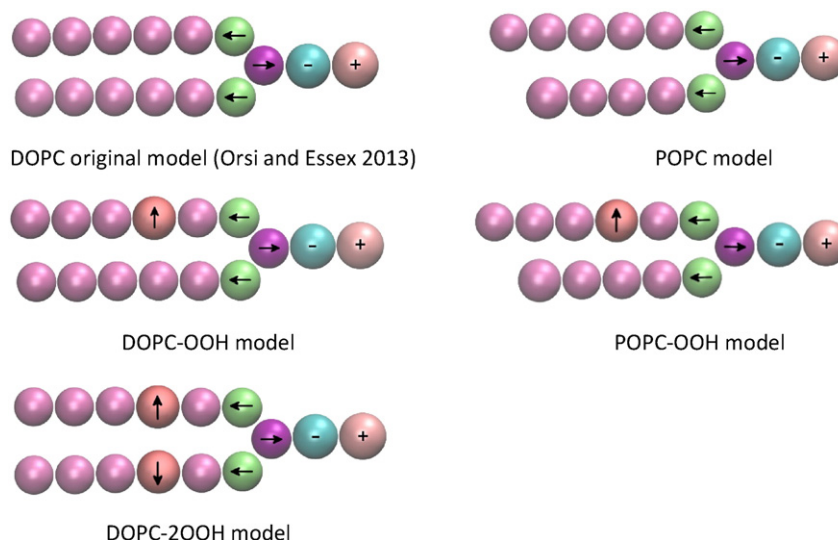 - +
- +
DOPC original model (Orsi and Essex 2013)
POPC model
- +
- +
DOPC-OOH model
POPC-OOH model
- +
DOPC-2OOH model